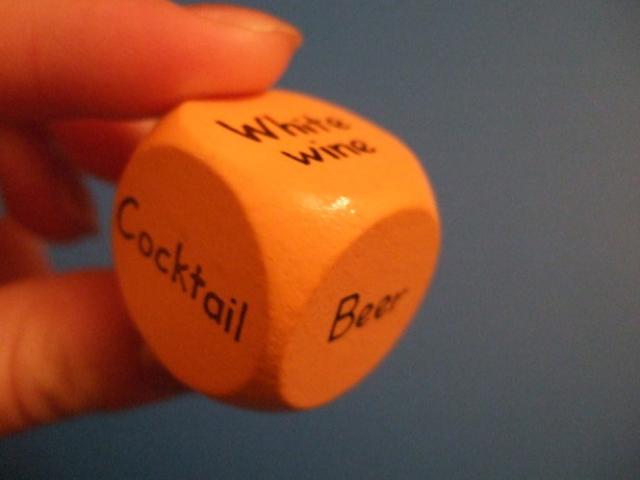 White
wine
Cocktail
Beer